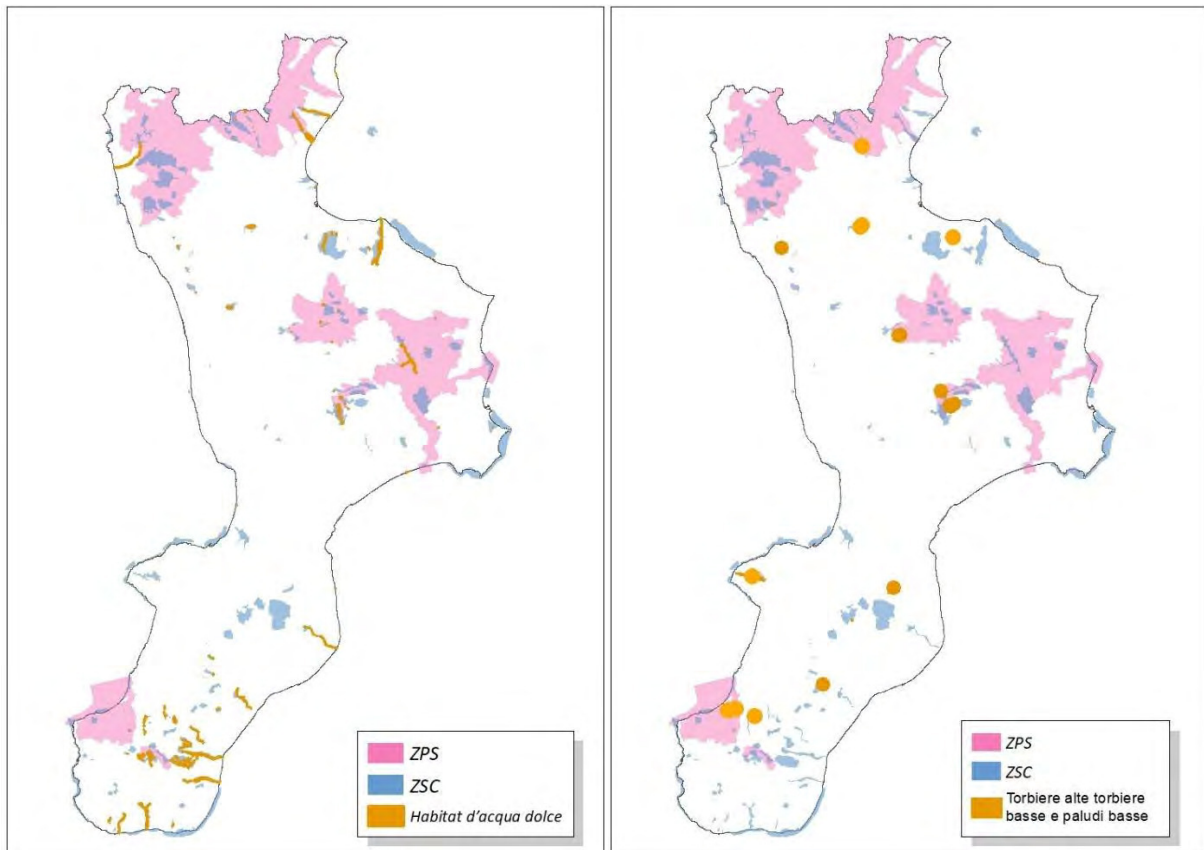 ZPS
ZSC
Habitat d'acqua dolce
ZPS
ZSC
Torbiere alte torbiere
basse e paludi basse